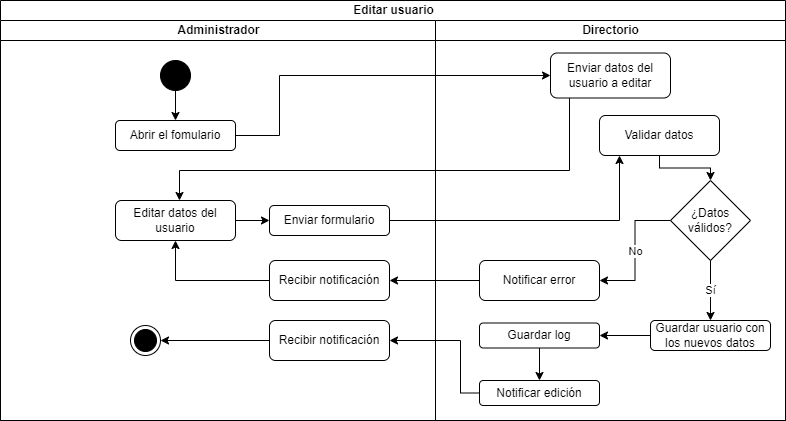 Editar usuario
Administrador
Directorio
Enviar datos del
usuario a editar
Abrir el fomulario
Validar datos
Editar datos del
usuario
Enviar formulario
¿Datos
válidos?
No
Recibir notificación
Notificar error
Sí
Recibir notificación
Guardar log
Guardar usuario con
los nuevos datos
Notificar edición